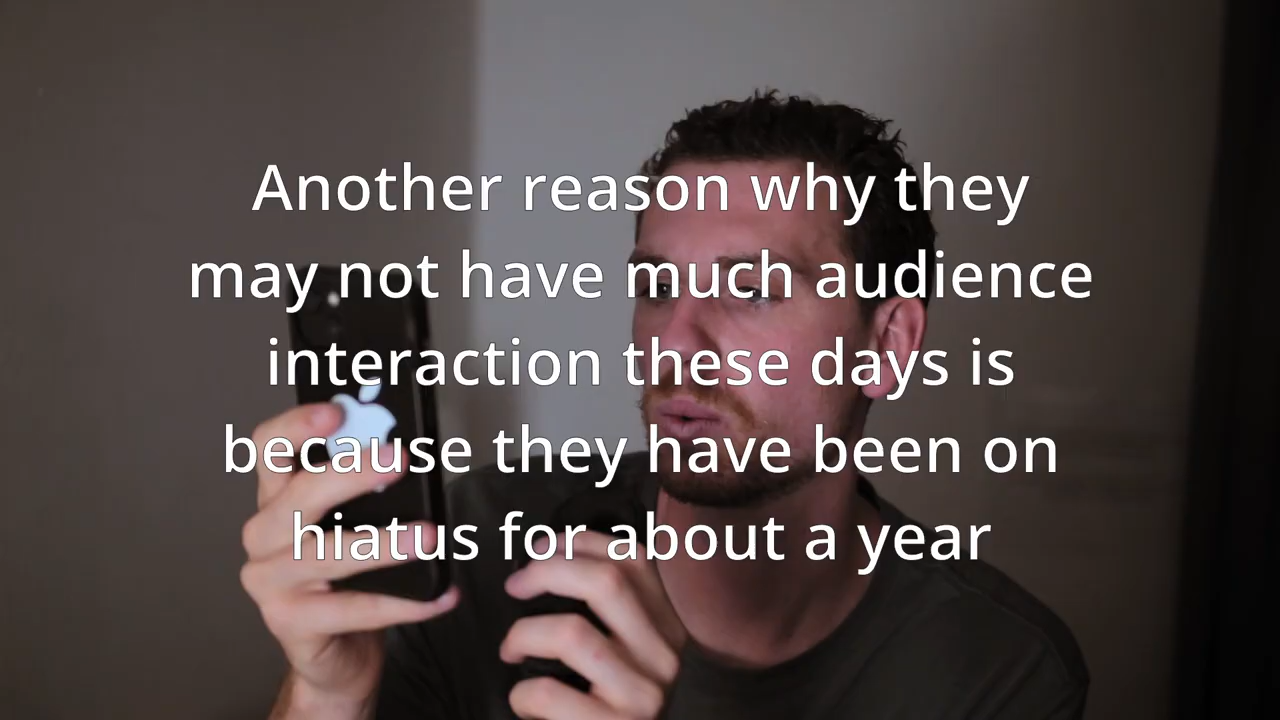 Another reason why they
may not have much audience
interaction these days is
because they have been on
hiatus for about a year